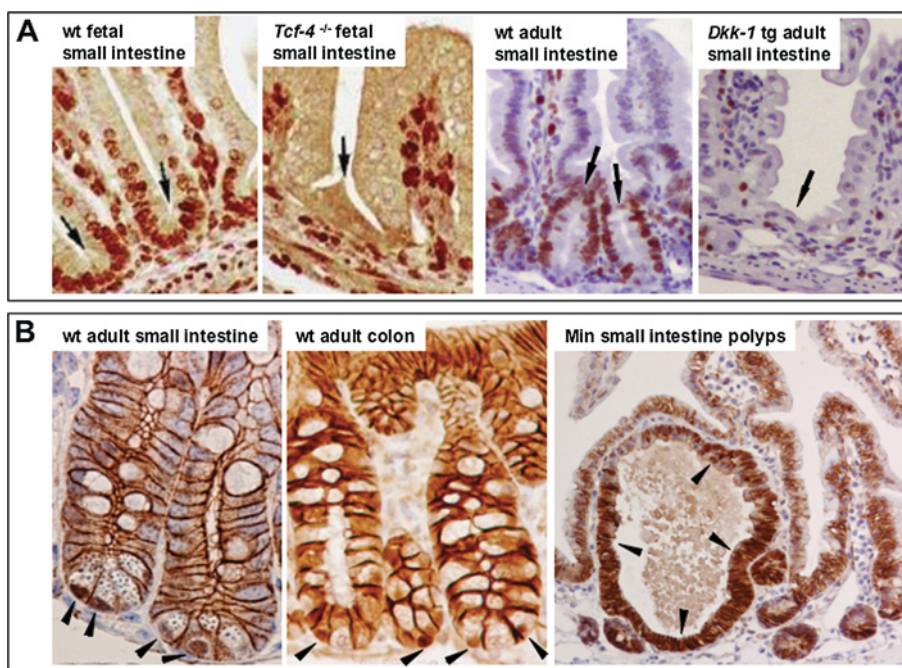 A
wt fetal
small intestine
Tcf-4 -/- fetal
small intestine
wt adult
small intestine
Dkk-1 tg adult
small intestine
B
wt adult small intestine
wt adult colon
Min small intestine polyps